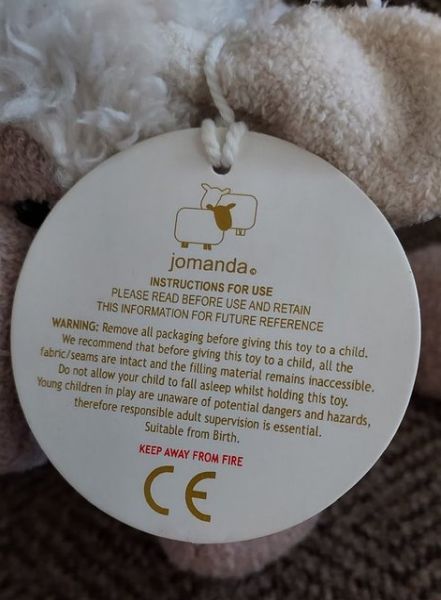 jomanda©
INSTRUCTIONS FOR USE
PLEASE READ BEFORE USE AND RETAIN
THIS INFORMATION FOR FUTURE REFERENCE
WARNING: Remove all packaging before giving this toy to a child.
We recommend that before giving this toy to a child, all the
fabric/seams are intact and the filling material remains inaccessible.
Do not allow your child to fall asleep whilst holding this toy.
Young children in play are unaware of potential dangers and hazards,
therefore responsible adult supervision is essential.
Suitable from Birth.
KEEP AWAY FROM FIRE
CE